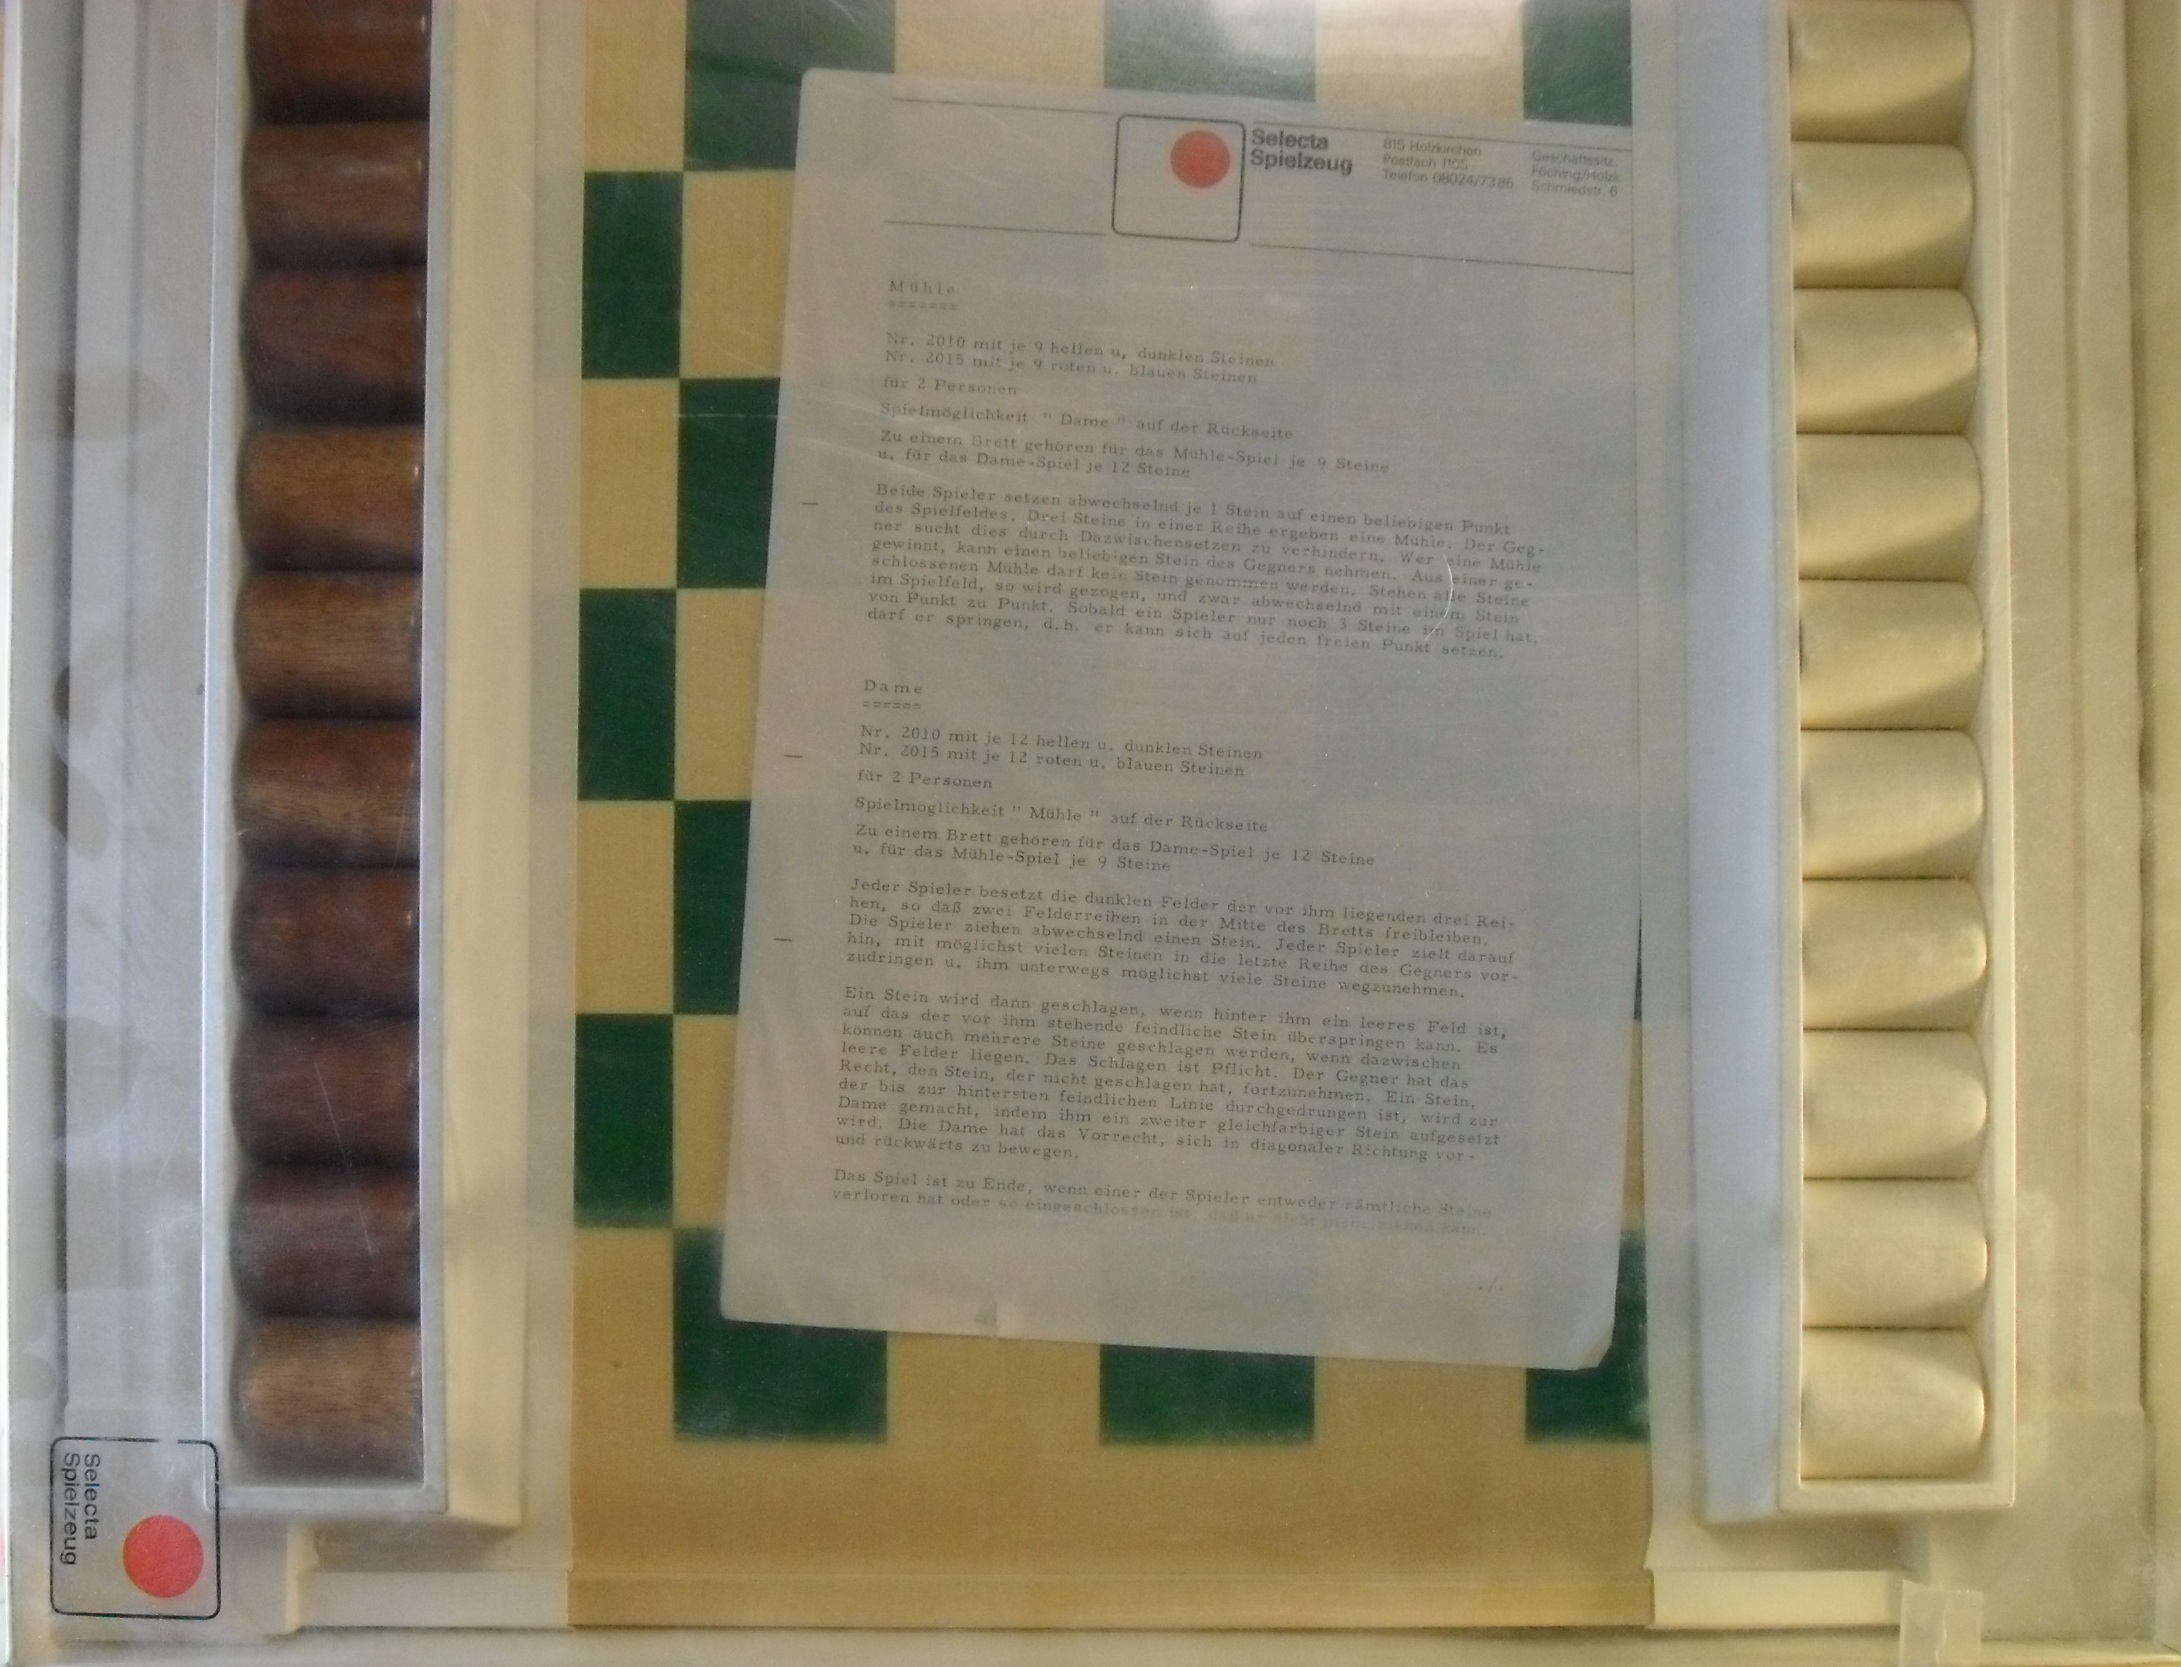 Selecta
Spielzeug
815 Holzkirchen
Postfach 1105
Telefon 08024/7386
Geschäftssitz:
Föching/Holzk
Schmiedstr. 6
Mühle
=======
Nr. 2010 mit je 9 hellen u, dunklen Steinen
Nr. 2015 mit je 9 roten u. blauen Steinen
für 2 Personen
Spielmöglichkeit " Dame " auf der Rückseite
Zu einem Brett gehören für das Mühle-Spiel je 9 Steine
u. für das Dame-Spiel je 12 Steine
Beide Spieler setzen abwechselnd je 1 Stein auf einen beliebigen Punkt
des Spielfeldes. Drei Steine in einer Reihe ergeben eine Mühle. Der Geg-
ner sucht dies durch Dazwischensetzen zu verhindern. Wer eine Mühle
gewinnt, kann einen beliebigen Stein des Gegners nehmen. Aus einer ge-
schlossenen Mühle darf kein Stein genommen werden. Stehen alle Steine
im Spielfeld, so wird gezogen, und zwar abwechselnd mit einem Stein
von Punkt zu Punkt. Sobald ein Spieler nur noch 3 Steine im Spiel hat,
darf er springen, d.h. er kann sich auf jeden freien Punkt setzen.
Dame
======
Nr. 2010 mit je 12 hellen u. dunklen Steinen
Nr. 2015 mit je 12 roten u. blauen Steinen
für 2 Personen
Spielmöglichkeit " Mühle " auf der Rückseite
Zu einem Brett gehören für das Dame-Spiel je 12 Steine
u. für das Mühle-Spiel je 9 Steine
Jeder Spieler besetzt die dunklen Felder der vor ihm liegenden drei Rei-
hen, so daß zwei Felderreihen in der Mitte des Bretts freibleiben.
Die Spieler ziehen abwechselnd einen Stein. Jeder Spieler zielt darauf
hin, mit möglichst vielen Steinen in die letzte Reihe des Gegners vor-
zudringen u. ihm unterwegs möglichst viele Steine wegzunehmen.
Ein Stein wird dann geschlagen, wenn hinter ihm ein leeres Feld ist,
auf das der vor ihm stehende feindliche Stein überspringen kann. Es
können auch mehrere Steine geschlagen werden, wenn dazwischen
leere Felder liegen. Das Schlagen ist Pflicht. Der Gegner hat das
Recht, den Stein, der nicht geschlagen hat, fortzunehmen. Ein Stein,
der bis zur hintersten feindlichen Linie durchgedrungen ist, wird zur
Dame gemacht, indem ihm ein zweiter gleichfarbiger Stein aufgesetzt
wird. Die Dame hat das Vorrecht, sich in diagonaler Richtung vor-
und rückwärts zu bewegen.
Das Spiel ist zu Ende, wenn einer der Spieler entweder sämtliche Steine
verloren hat oder so eingeschlossen ist, daß er nicht mehr ziehen kann.
./.
Selecta
Spielzeug